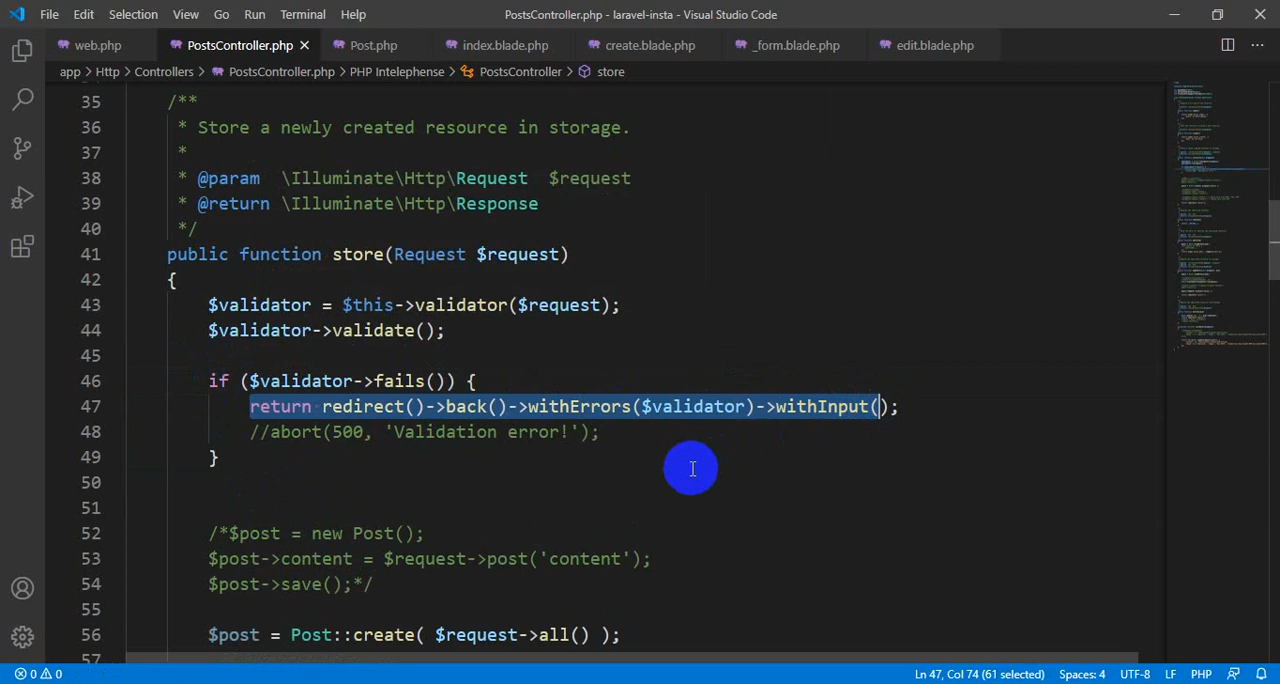 File Edit Selection View Go Run Terminal Help PostsController.php - laravel-insta - Visual Studio Code
web.php PostsController.php Post.php index.blade.php create.blade.php _form.blade.php edit.blade.php
app > Http > Controllers > PostsController.php > PHP Intelephense > PostsController > store
35 /**
36 * Store a newly created resource in storage.
37 *
38 * @param \Illuminate\Http\Request $request
39 * @return \Illuminate\Http\Response
40 */
41 public function store(Request $request)
42 {
43 $validator = $this->validator($request);
44 $validator->validate();
45
46 if ($validator->fails()) {
47 return redirect()->back()->withErrors($validator)->withInput();
48 //abort(500, 'Validation error!');
49 }
50
51
52 /*$post = new Post();
53 $post->content = $request->post('content');
54 $post->save();*/
55
56 $post = Post::create( $request->all() );
57
0 0 Ln 47, Col 74 (61 selected) Spaces: 4 UTF-8 LF PHP